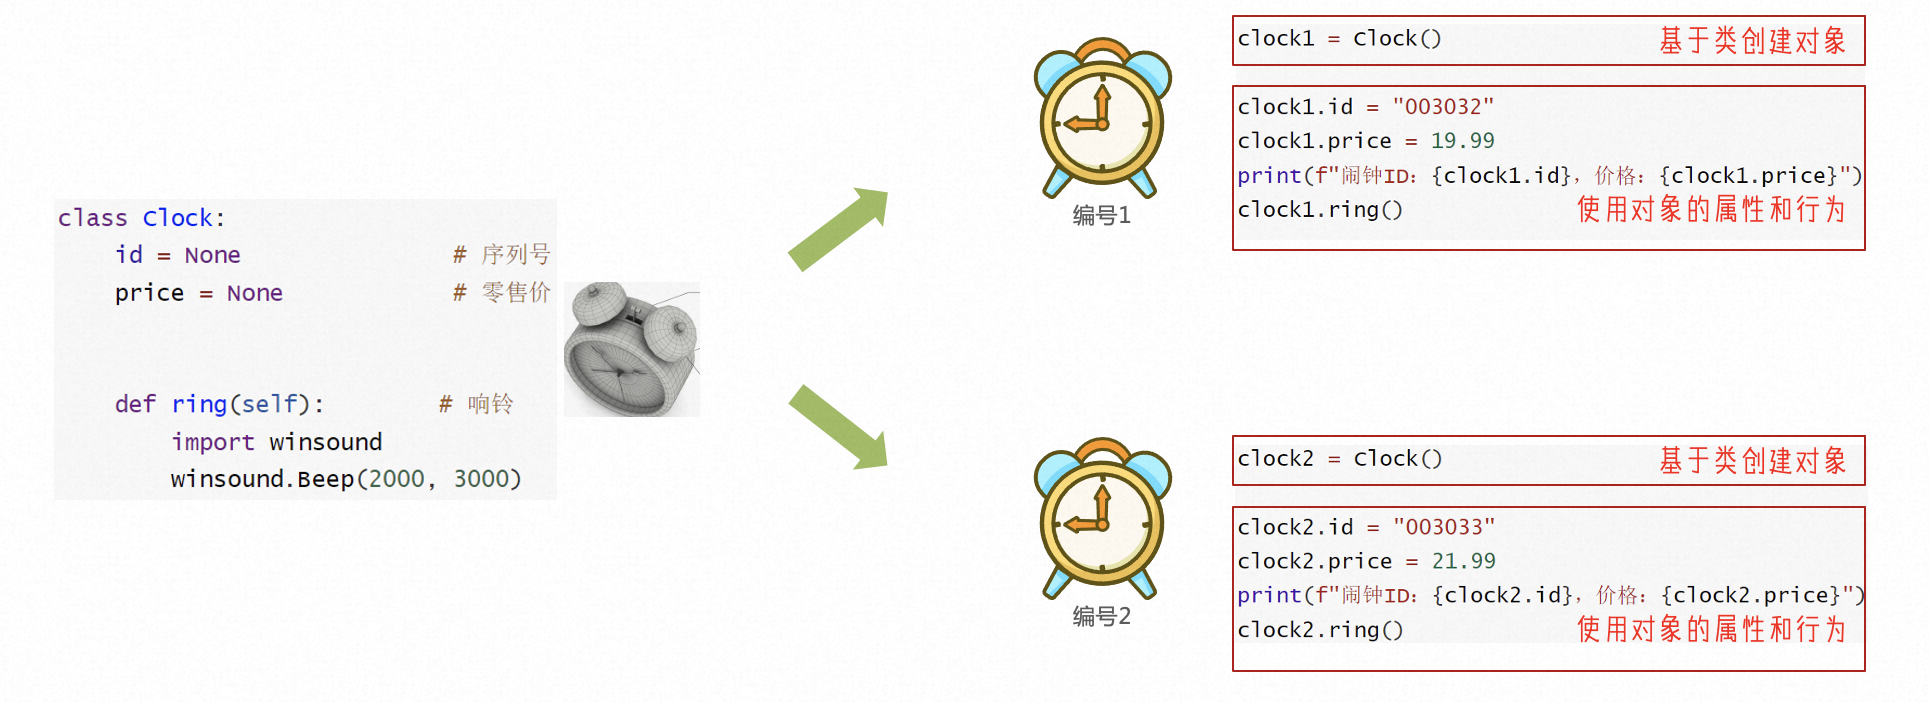 class Clock:
id = None # 序列号
price = None # 零售价
def ring(self): # 响铃
import winsound
winsound.Beep(2000, 3000)
编号1
clock1 = Clock() 基于类创建对象
clock1.id = "003032"
clock1.price = 19.99
print(f"闹钟ID：{clock1.id}，价格：{clock1.price}")
clock1.ring() 使用对象的属性和行为
编号2
clock2 = Clock() 基于类创建对象
clock2.id = "003033"
clock2.price = 21.99
print(f"闹钟ID：{clock2.id}，价格：{clock2.price}")
clock2.ring() 使用对象的属性和行为